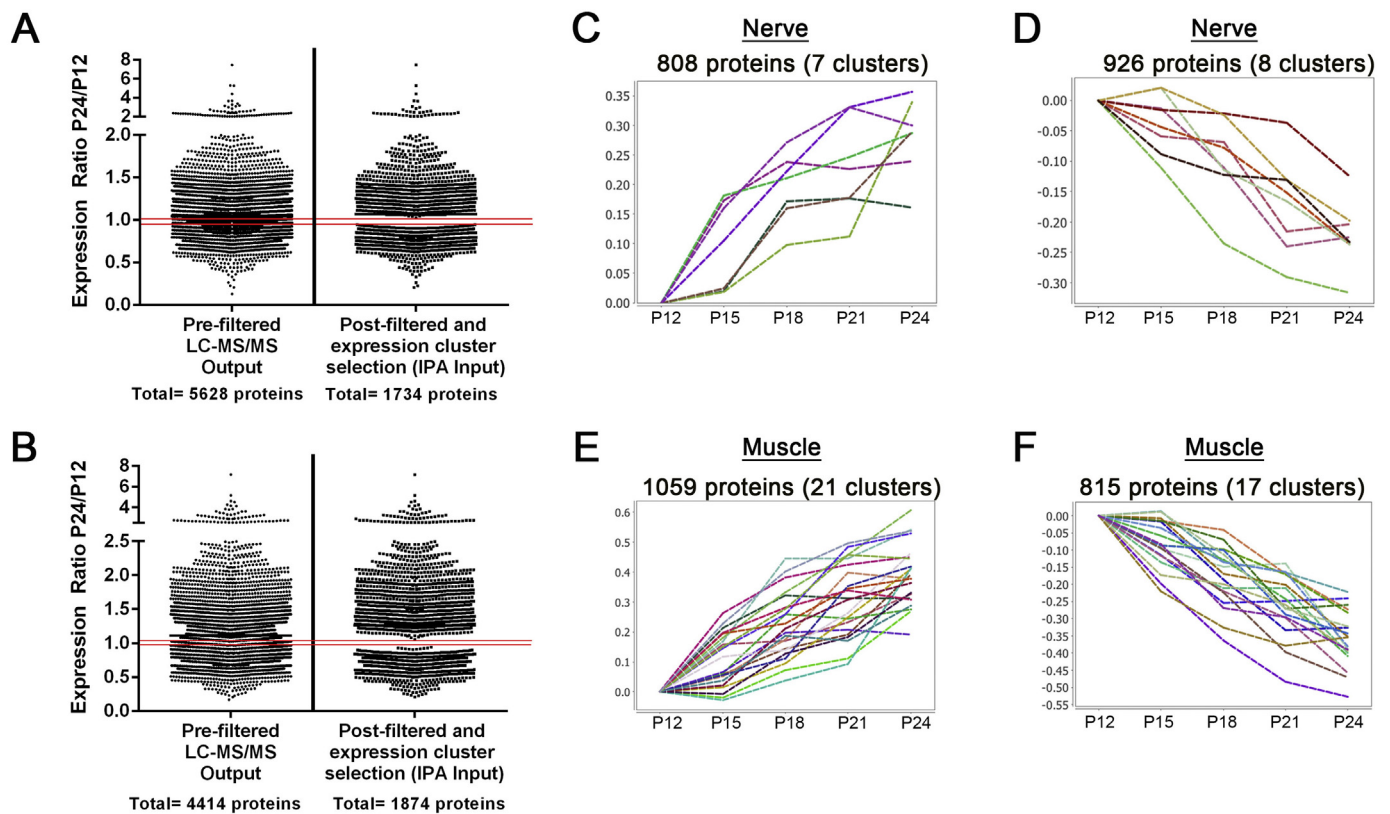 A
Expression Ratio P24/P12
8
6
4
2
2.0
1.5
1.0
0.5
0.0
Pre-filtered
LC-MS/MS
Output
Total= 5628 proteins
Post-filtered and
expression cluster
selection (IPA Input)
Total= 1734 proteins
C
Nerve
808 proteins (7 clusters)
0.35
0.30
0.25
0.20
0.15
0.10
0.05
0.00
P12 P15 P18 P21 P24
D
Nerve
926 proteins (8 clusters)
0.00
-0.05
-0.10
-0.15
-0.20
-0.25
-0.30
P12 P15 P18 P21 P24
B
Expression Ratio P24/P12
8
6
4
2.5
2.0
1.5
1.0
0.5
0.0
Pre-filtered
LC-MS/MS
Output
Total= 4414 proteins
Post-filtered and
expression cluster
selection (IPA Input)
Total= 1874 proteins
E
Muscle
1059 proteins (21 clusters)
0.6
0.5
0.4
0.3
0.2
0.1
0.0
P12 P15 P18 P21 P24
F
Muscle
815 proteins (17 clusters)
0.00
-0.05
-0.10
-0.15
-0.20
-0.25
-0.30
-0.35
-0.40
-0.45
-0.50
-0.55
P12 P15 P18 P21 P24